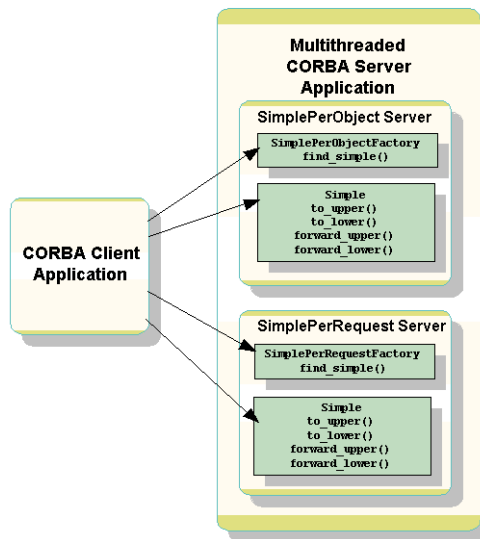 Multithreaded
CORBA Server
Application
SimplePerObject Server
SimplePerObjectFactory
find_simple()
Simple
to_upper()
to_lower()
forward_upper()
forward_lower()
CORBA Client
Application
SimplePerRequest Server
SimplePerRequestFactory
find_simple()
Simple
to_upper()
to_lower()
forward_upper()
forward_lower()